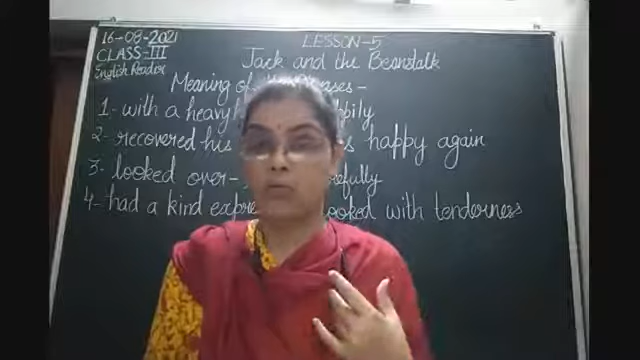 16-08-2021
CLASS-III
English Reader
LESSON-5
Jack and the Beanstalk
Meaning of
1- with a heavy
2- recovered his happy again
3- looked over-
4- had a kind looked with tenderness